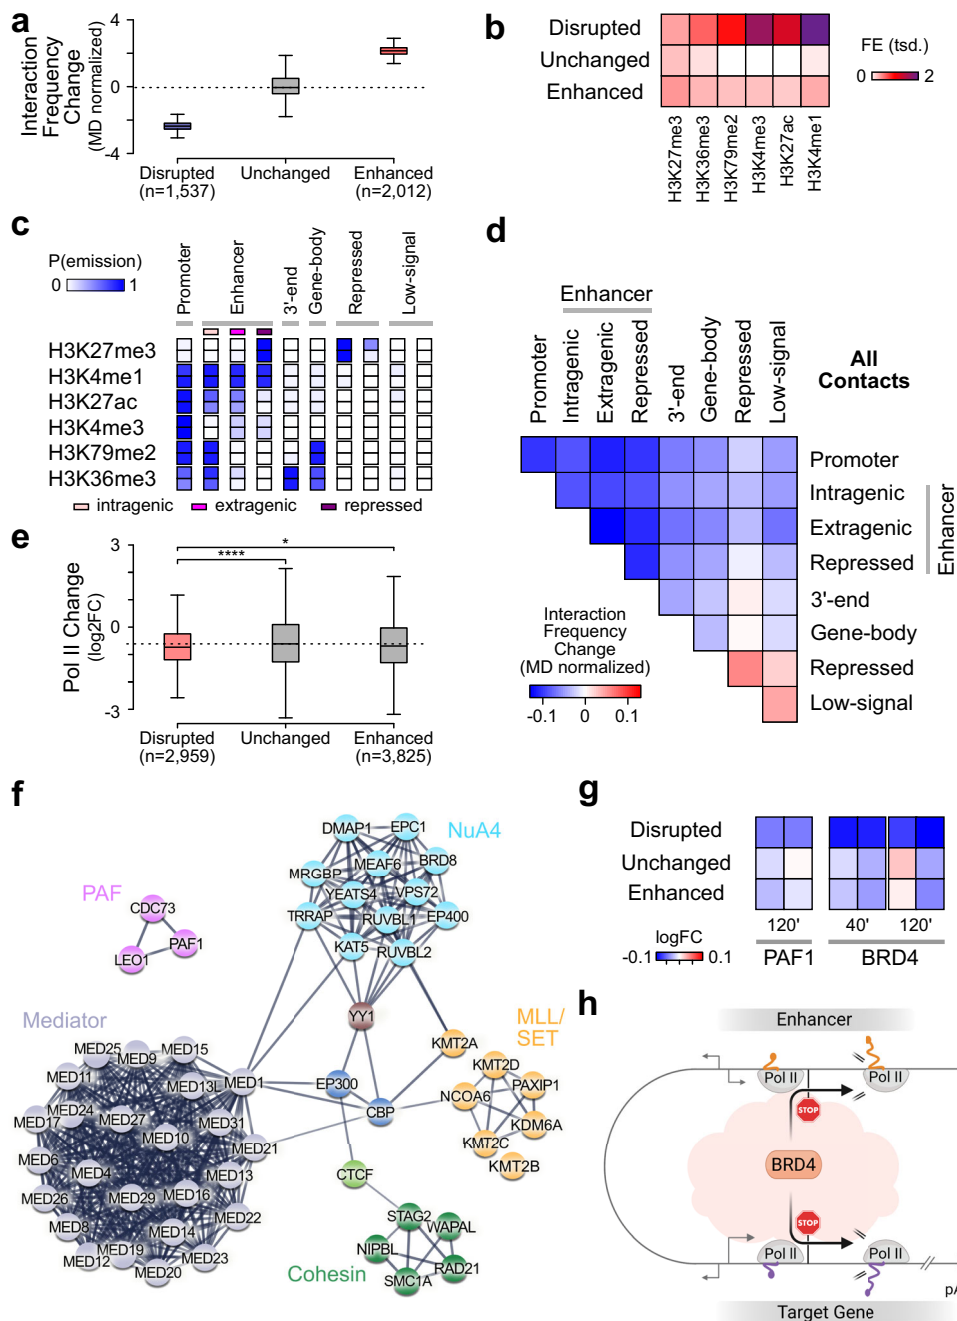 a
Interaction
Frequency
Change
(MD normalized)
4
0
-4
Disrupted
(n=1,537)
Unchanged
Enhanced
(n=2,012)
b
Disrupted
Unchanged
Enhanced
H3K27me3
H3K36me3
H3K79me2
H3K4me3
H3K27ac
H3K4me1
FE (tsd.)
0 2
c
P(emission)
0 1
Promoter
Enhancer
3'-end
Gene-body
Repressed
Low-signal
H3K27me3
H3K4me1
H3K27ac
H3K4me3
H3K79me2
H3K36me3
intragenic extragenic repressed
d
Enhancer
Promoter
Intragenic
Extragenic
Repressed
3'-end
Gene-body
Repressed
Low-signal
All
Contacts
Promoter
Intragenic
Extragenic
Repressed
3'-end
Gene-body
Repressed
Low-signal
Enhancer
Interaction
Frequency
Change
(MD normalized)
-0.1 0 0.1
e
Pol II Change
(log2FC)
3
0
-3
****
*
Disrupted
(n=2,959)
Unchanged
Enhanced
(n=3,825)
f
PAF
CDC73
PAF1
LEO1
NuA4
DMAP1
EPC1
MEAF6
BRD8
MRGBP
YEATS4
VPS72
TRRAP
RUVBL1
EP400
KAT5
RUVBL2
YY1
Mediator
MED25
MED9
MED15
MED11
MED13L
MED1
MED24
MED17
MED27
MED31
MED10
MED21
MED6
MED4
MED13
MED26
MED29
MED16
MED8
MED14
MED22
MED12
MED19
MED23
MED20
EP300
CBP
MLL/
SET
KMT2A
KMT2D
NCOA6
PAXIP1
KDM6A
KMT2C
KMT2B
CTCF
Cohesin
STAG2
WAPAL
NIPBL
RAD21
SMC1A
g
Disrupted
Unchanged
Enhanced
120' 40' 120'
PAF1 BRD4
logFC
-0.1 0.1
h
Enhancer
Pol II
Pol II
STOP
BRD4
STOP
Pol II
Pol II
pA
Target Gene